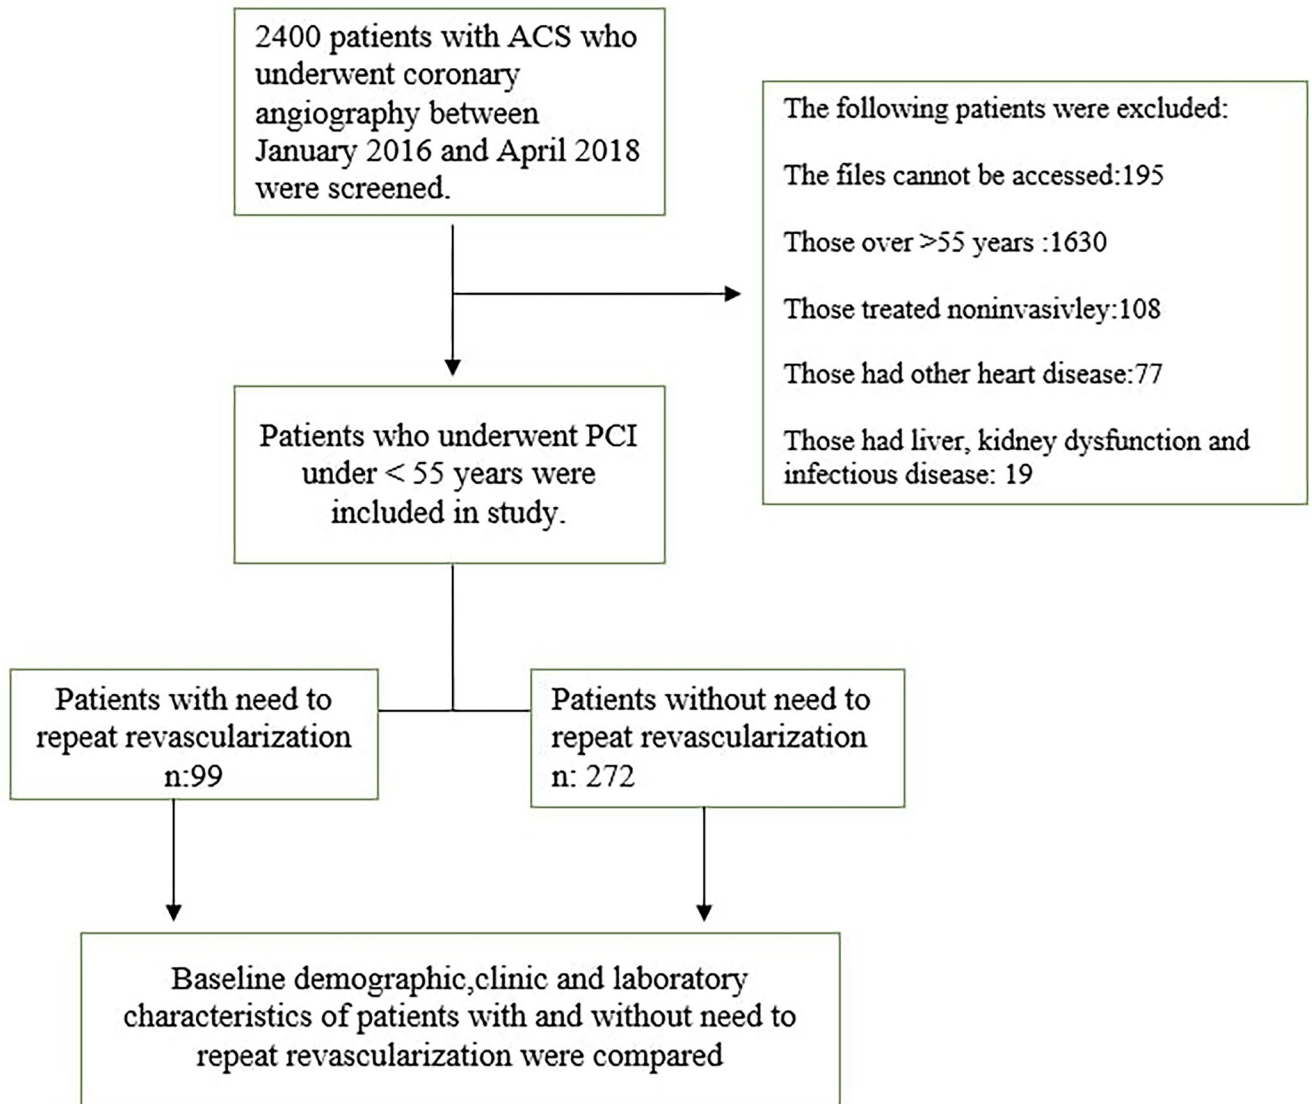 2400 patients with ACS who
underwent coronary
angiography between
January 2016 and April 2018
were screened.
The following patients were excluded:
The files cannot be accessed:195
Those over >55 years :1630
Those treated noninvasivley:108
Those had other heart disease:77
Those had liver, kidney dysfunction and
infectious disease: 19
Patients who underwent PCI
under < 55 years were
included in study.
Patients with need to
repeat revascularization
n:99
Patients without need to
repeat revascularization
n: 272
Baseline demographic,clinic and laboratory
characteristics of patients with and without need to
repeat revascularization were compared